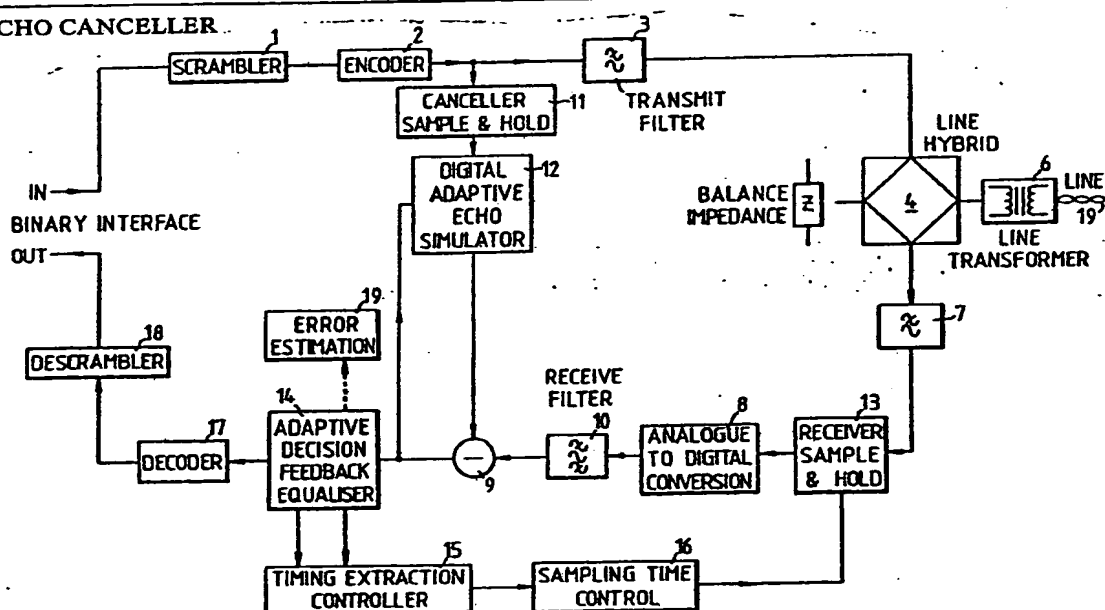 CHO CANCELLER
1
SCRAMBLER
2
ENCODER
3
TRANSMIT
FILTER
11
CANCELLER
SAMPLE & HOLD
12
DIGITAL
ADAPTIVE
ECHO
SIMULATOR
LINE
HYBRID
4
BALANCE
IMPEDANCE
Z
6
LINE
19
LINE
TRANSFORMER
IN
BINARY INTERFACE
OUT
7
18
DESCRAMBLER
19
ERROR
ESTIMATION
14
ADAPTIVE
DECISION
FEEDBACK
EQUALISER
17
DECODER
9
RECEIVE
FILTER
10
8
ANALOGUE
TO DIGITAL
CONVERSION
13
RECEIVER
SAMPLE
& HOLD
15
TIMING EXTRACTION
CONTROLLER
16
SAMPLING TIME
CONTROL